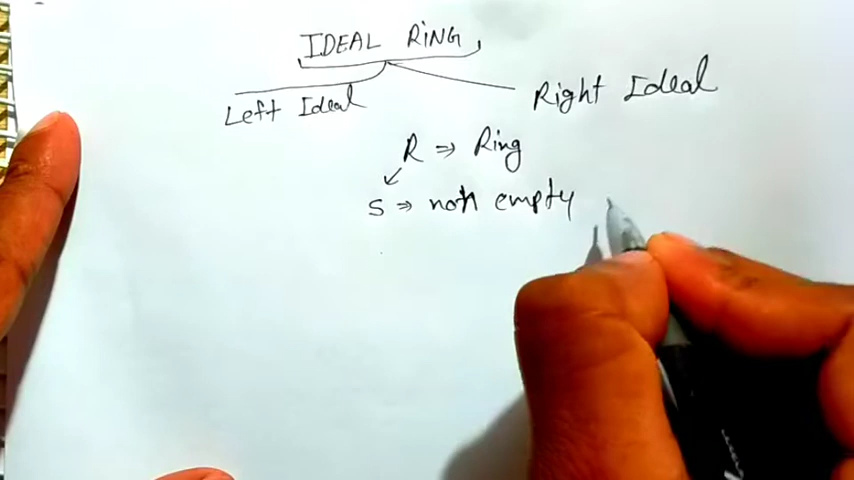 IDEAL RiNG
Left Ideal Right Ideal
R ⇒ Ring
S ⇒ non empty